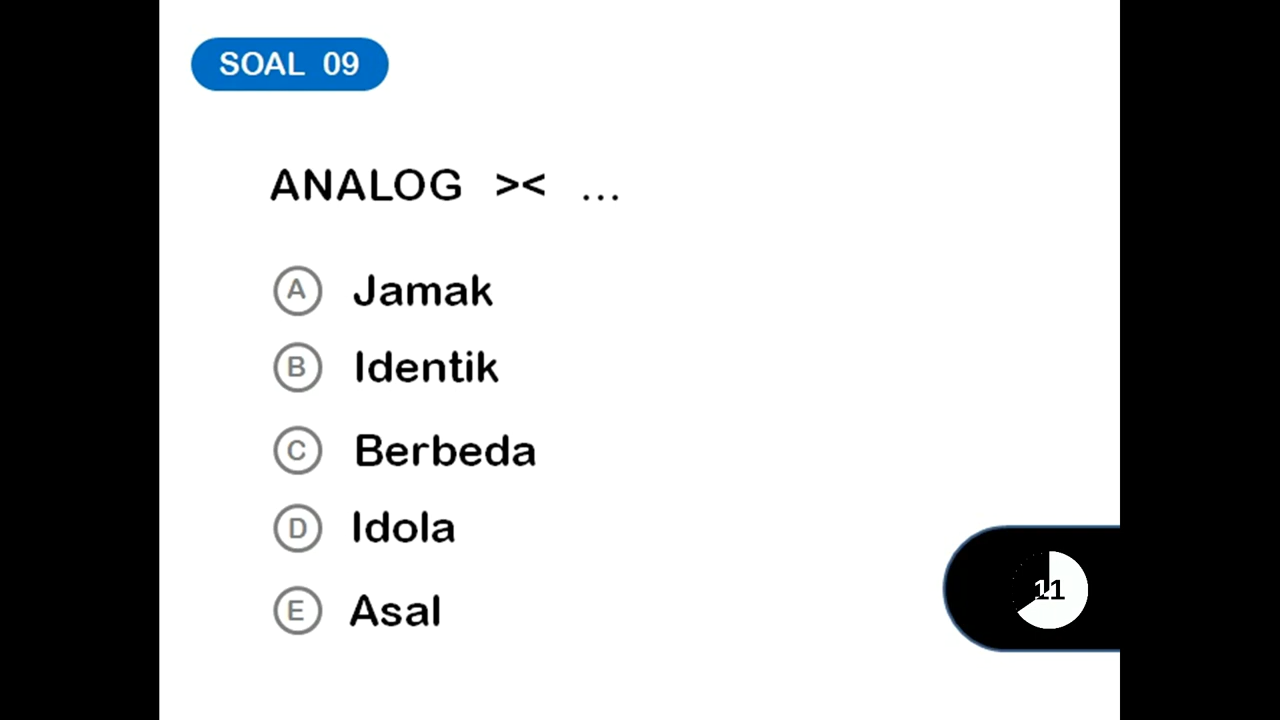 SOAL 09
ANALOG >< ...
A Jamak
B Identik
C Berbeda
D Idola
E Asal
11